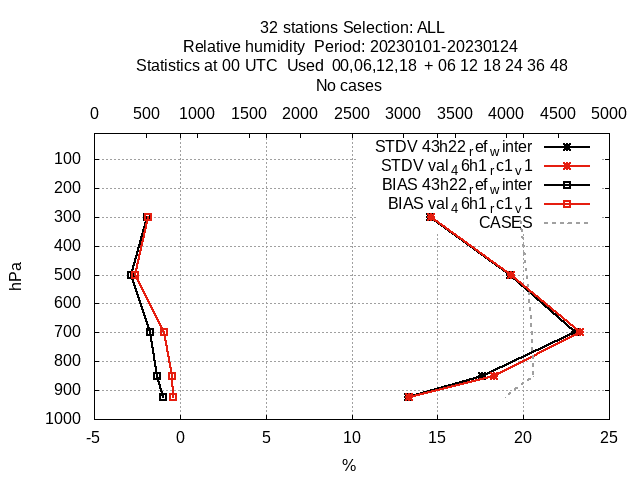 32 stations Selection: ALL
Relative humidity  Period: 20230101-20230124
Statistics at 00 UTC  Used  00,06,12,18  + 06 12 18 24 36 48
No cases
0 500 1000 1500 2000 2500 3000 3500 4000 4500 5000
STDV 43h22_ref_winter
STDV val_46h1_rc1_v1
BIAS 43h22_ref_winter
BIAS val_46h1_rc1_v1
CASES
100
200
300
400
500
600
700
800
900
1000
hPa
-5 0 5 10 15 20 25
%